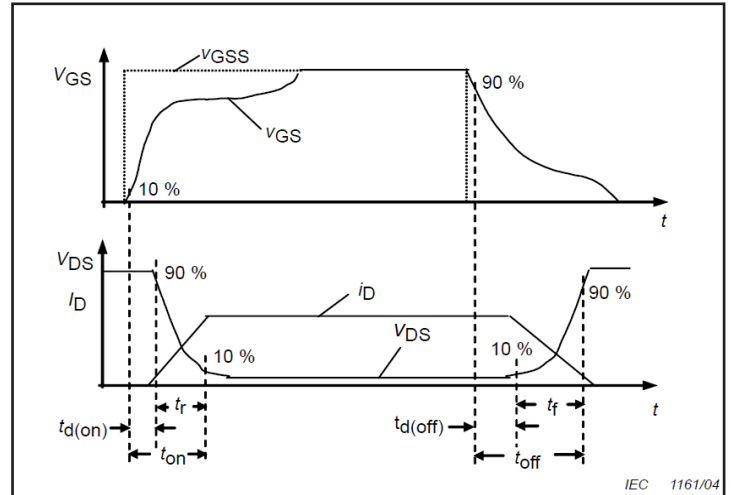 vGSS
VGS
90 %
vGS
10 %
t
VDS
90 %
iD
ID
90 %
VDS
10 %
10 %
tr
tf
t
td(on)
td(off)
ton
toff
IEC 1161/04